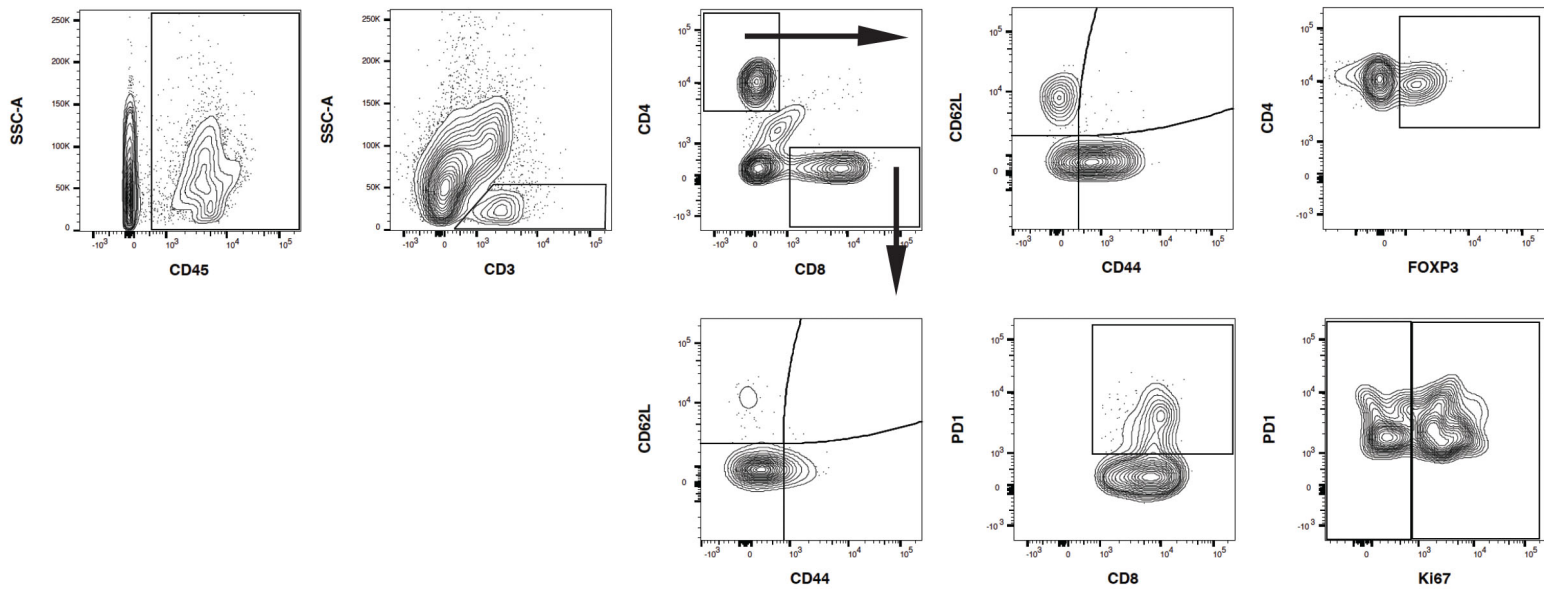 SSC-A
250K
200K
150K
100K
50K
0
-10³ 10³ 10⁴ 10⁵
CD45
SSC-A
250K
200K
150K
100K
50K
0
-10³ 0 10³ 10⁴ 10⁵
CD3
CD4
10⁵
10⁴
10³
0
-10³
-10³ 0 10³ 10⁴ 10⁵
CD8
CD62L
10⁵
10⁴
10³
0
-10³ 0 10³ 10⁴ 10⁵
CD44
CD4
10⁵
10⁴
10³
0
-10³
0 10³ 10⁴ 10⁵
FOXP3
CD62L
10⁵
10⁴
10³
0
-10³ 0 10³ 10⁴ 10⁵
CD44
PD1
10⁵
10⁴
10³
0
-10³
-10³ 0 10³ 10⁴ 10⁵
CD8
PD1
10⁵
10⁴
10³
0
-10³
0 10³ 10⁴ 10⁵
Ki67